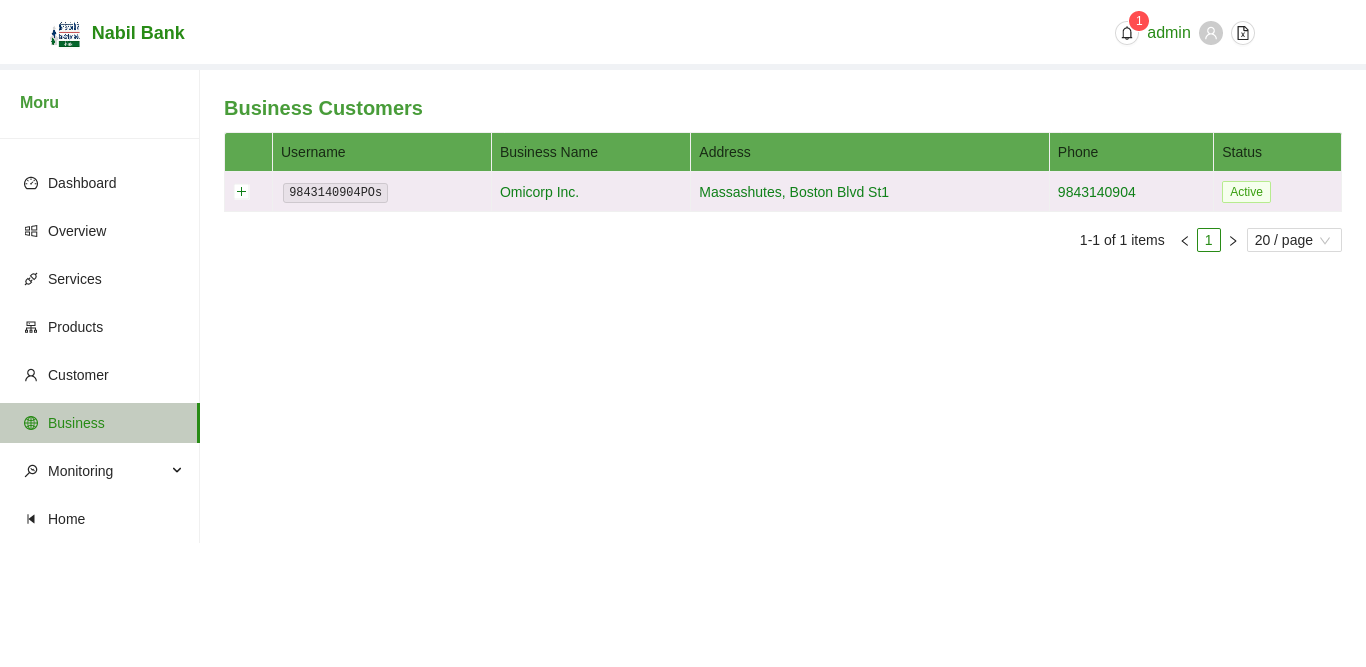 Nabil Bank
1
admin
Moru
Dashboard
Overview
Services
Products
Customer
Business
Monitoring
Home
Business Customers
Username Business Name Address Phone Status
9843140904POs Omicorp Inc. Massashutes, Boston Blvd St1 9843140904 Active
1-1 of 1 items 1 20 / page